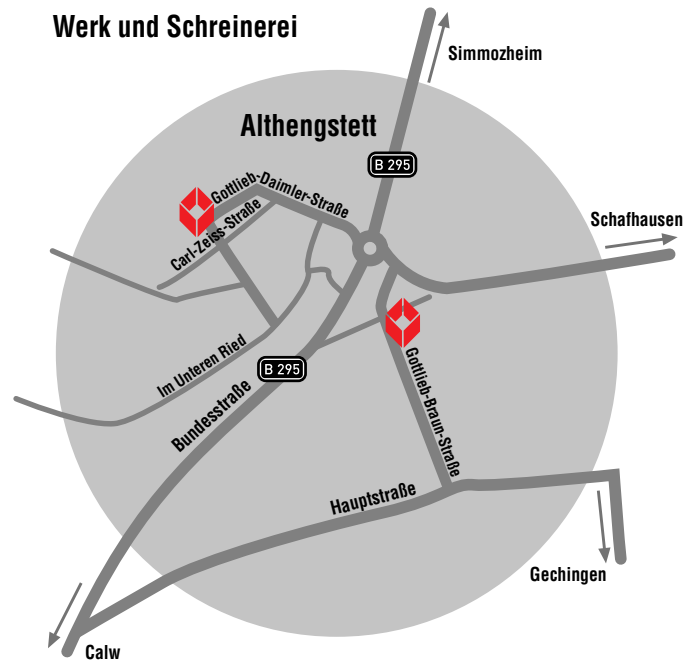 Werk und Schreinerei
Simmozheim
Althengstett
B 295
Gottlieb-Daimler-Straße
Schafhausen
Carl-Zeiss-Straße
Im Unteren Ried
B 295
Gottlieb-Braun-Straße
Bundesstraße
Hauptstraße
Gechingen
Calw